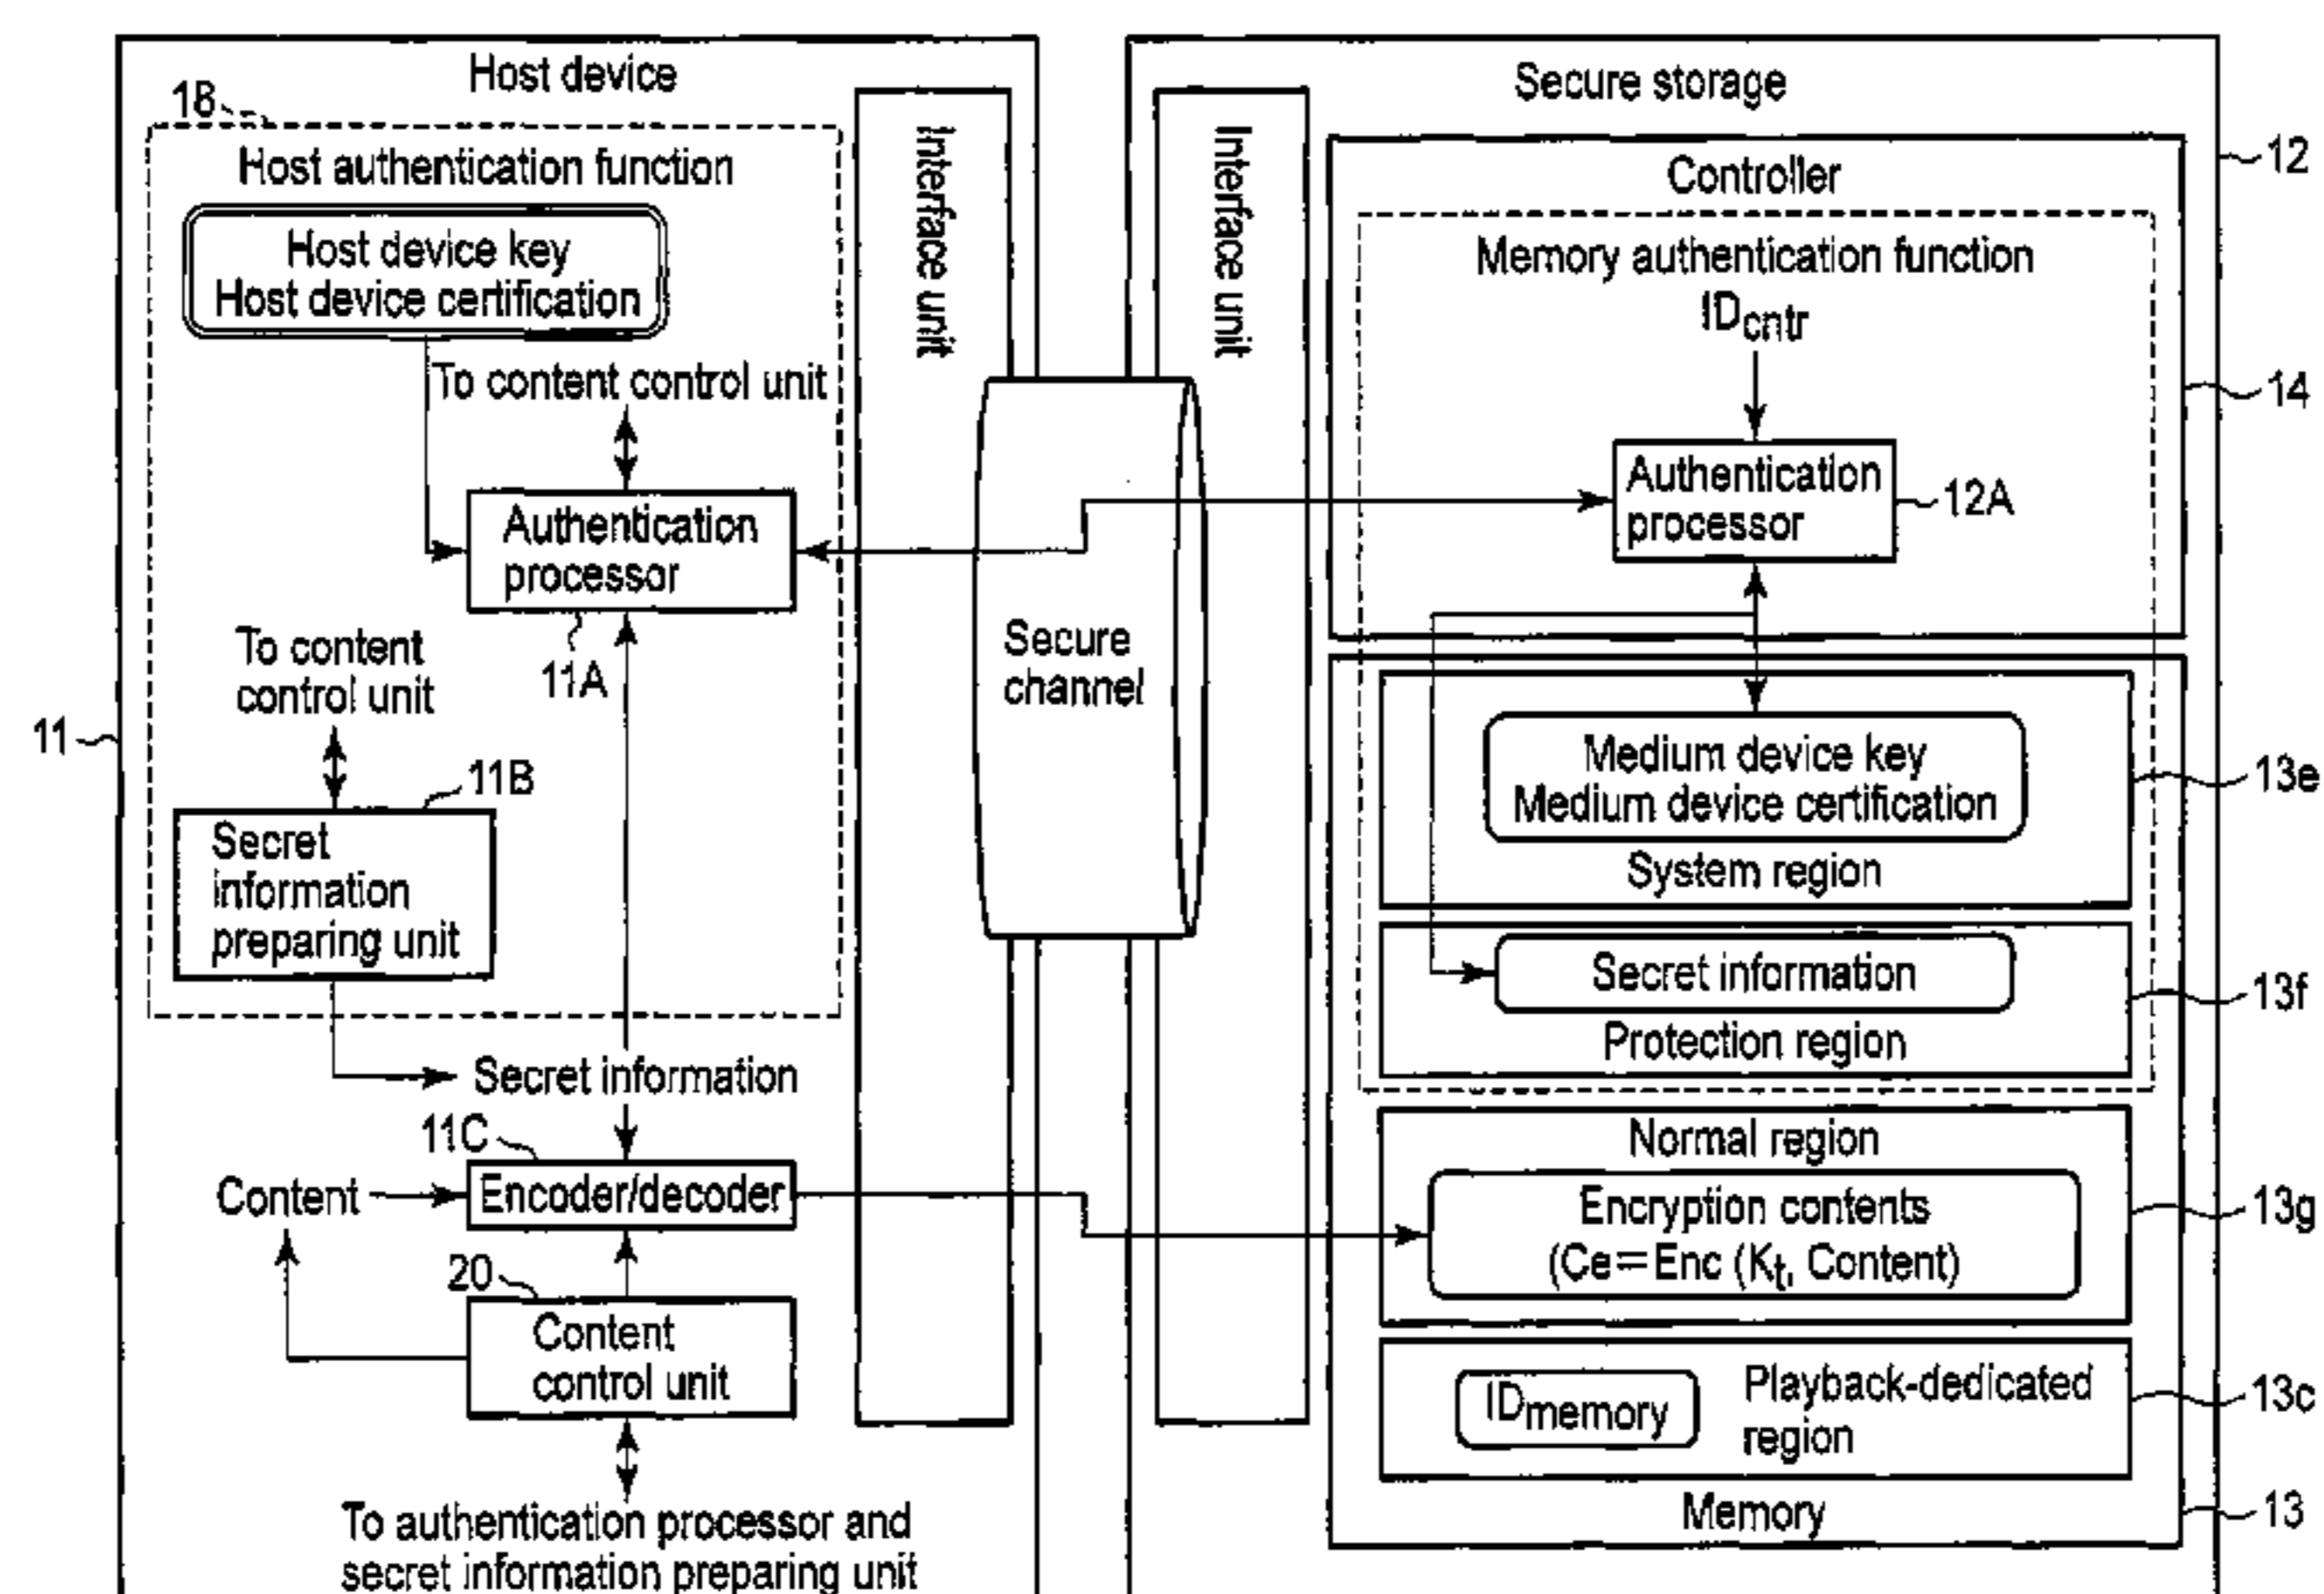 Host device
18
Host authentication function
Host device key
Host device certification
To content control unit
Authentication
processor
11A
To content
control unit
11
11B
Secret
information
preparing unit
Secret information
11C
Content
Encoder/decoder
20
Content
control unit
To authentication processor and
secret information preparing unit
Interface unit
Secure
channel
Interface unit
Secure storage
12
Controller
Memory authentication function
IDcntr
14
Authentication
processor
12A
Medium device key
Medium device certification
System region
13e
Secret information
Protection region
13f
Normal region
Encryption contents
(Ce=Enc (Kt, Content)
13g
IDmemory
Playback-dedicated
region
13c
Memory
13